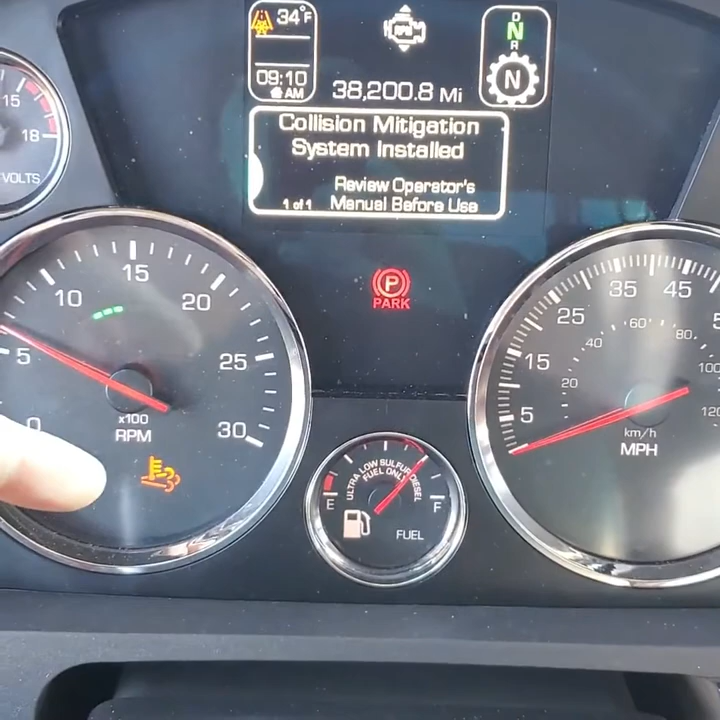 34°F
D
N
R
N
09:10
AM
38,200.8 Mi
Collision Mitigation
System Installed
Review Operator's
1 of 1 Manual Before Use
15
18
VOLTS
P
PARK
5
10
15
20
25
30
0
x100
RPM
5
15
25
35
45
5
20
40
60
80
100
120
km/h
MPH
ULTRA LOW SULFUR DIESEL
FUEL ONLY
E
F
FUEL